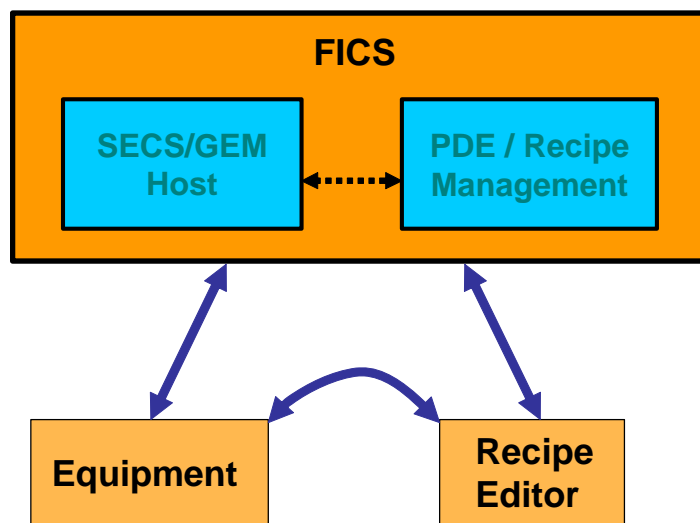 FICS
SECS/GEM
Host
PDE / Recipe
Management
Equipment
Recipe
Editor